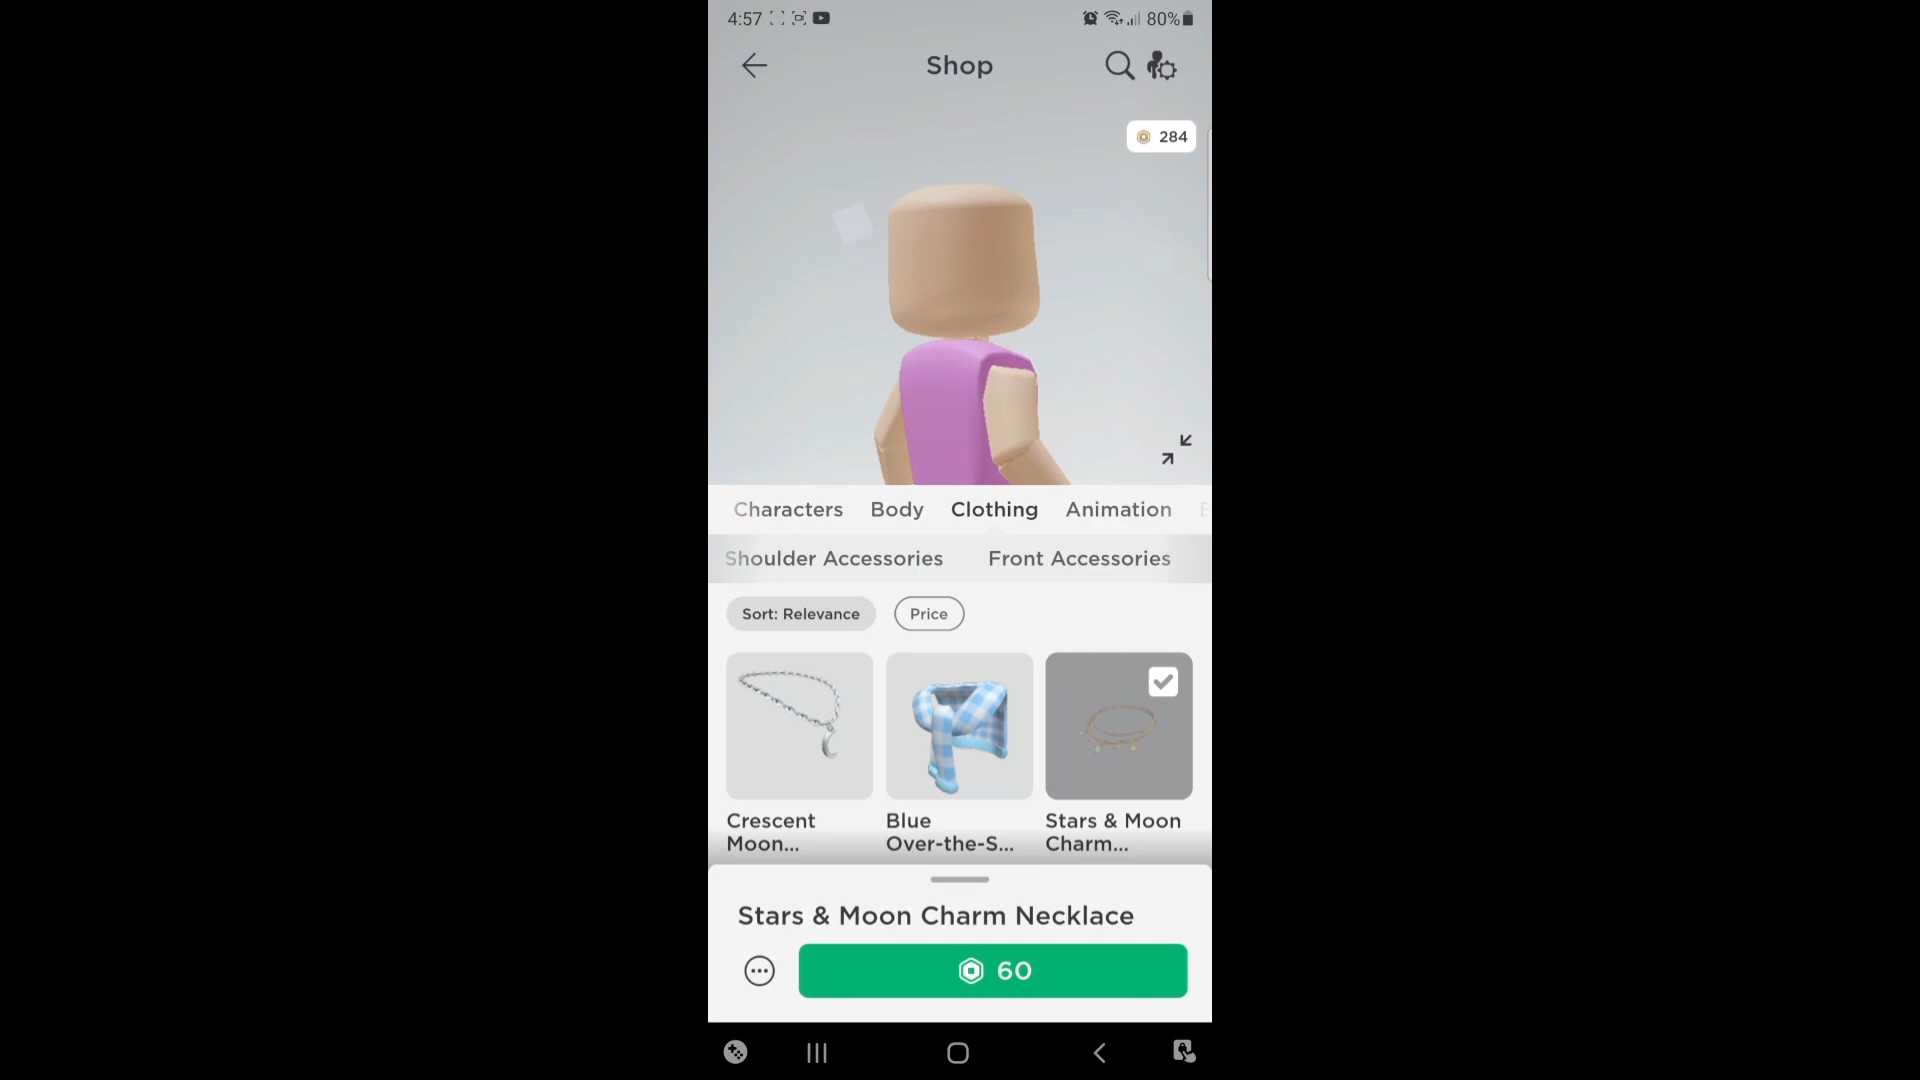 4:57
80%
Shop
284
Characters Body Clothing Animation
Shoulder Accessories Front Accessories
Sort: Relevance Price
Crescent Moon...
Blue Over-the-S...
Stars & Moon Charm...
Stars & Moon Charm Necklace
60